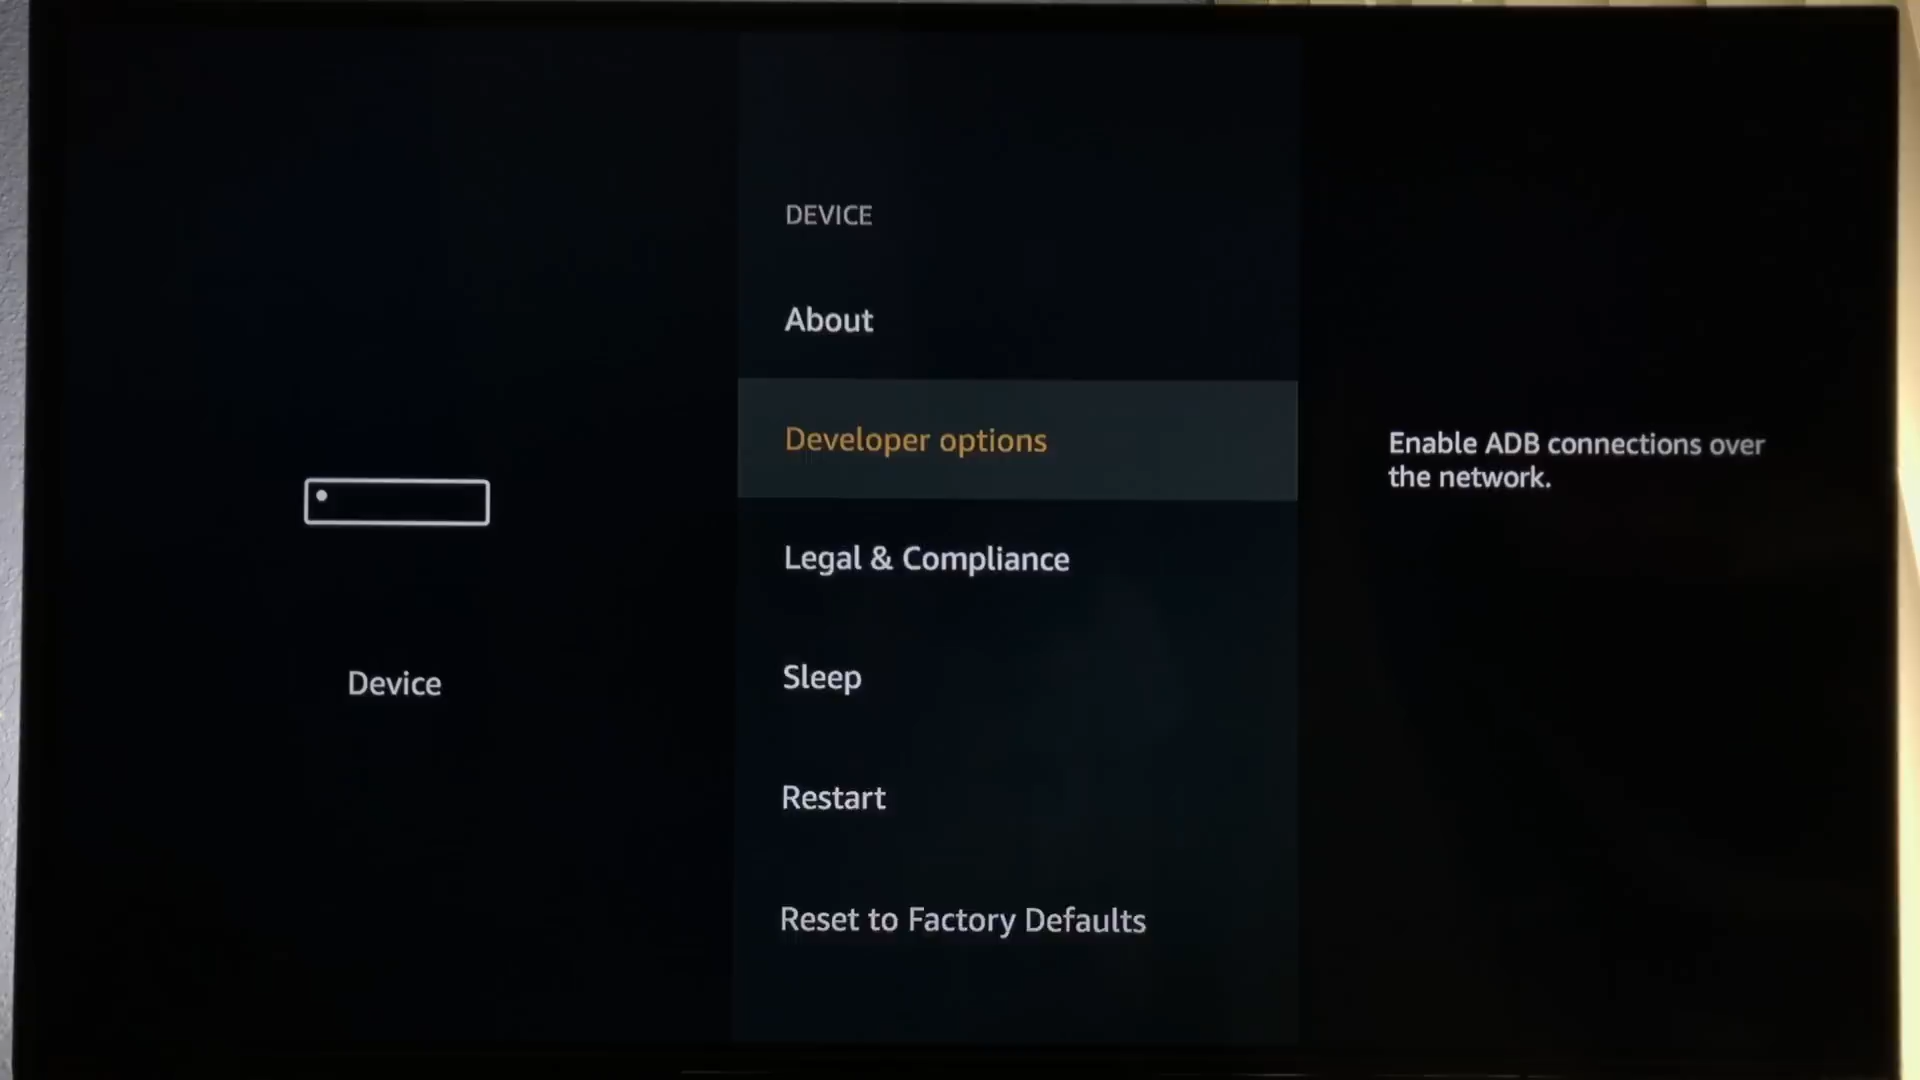 DEVICE
About
Developer options
Legal & Compliance
Sleep
Restart
Reset to Factory Defaults
Device
Enable ADB connections over
the network.